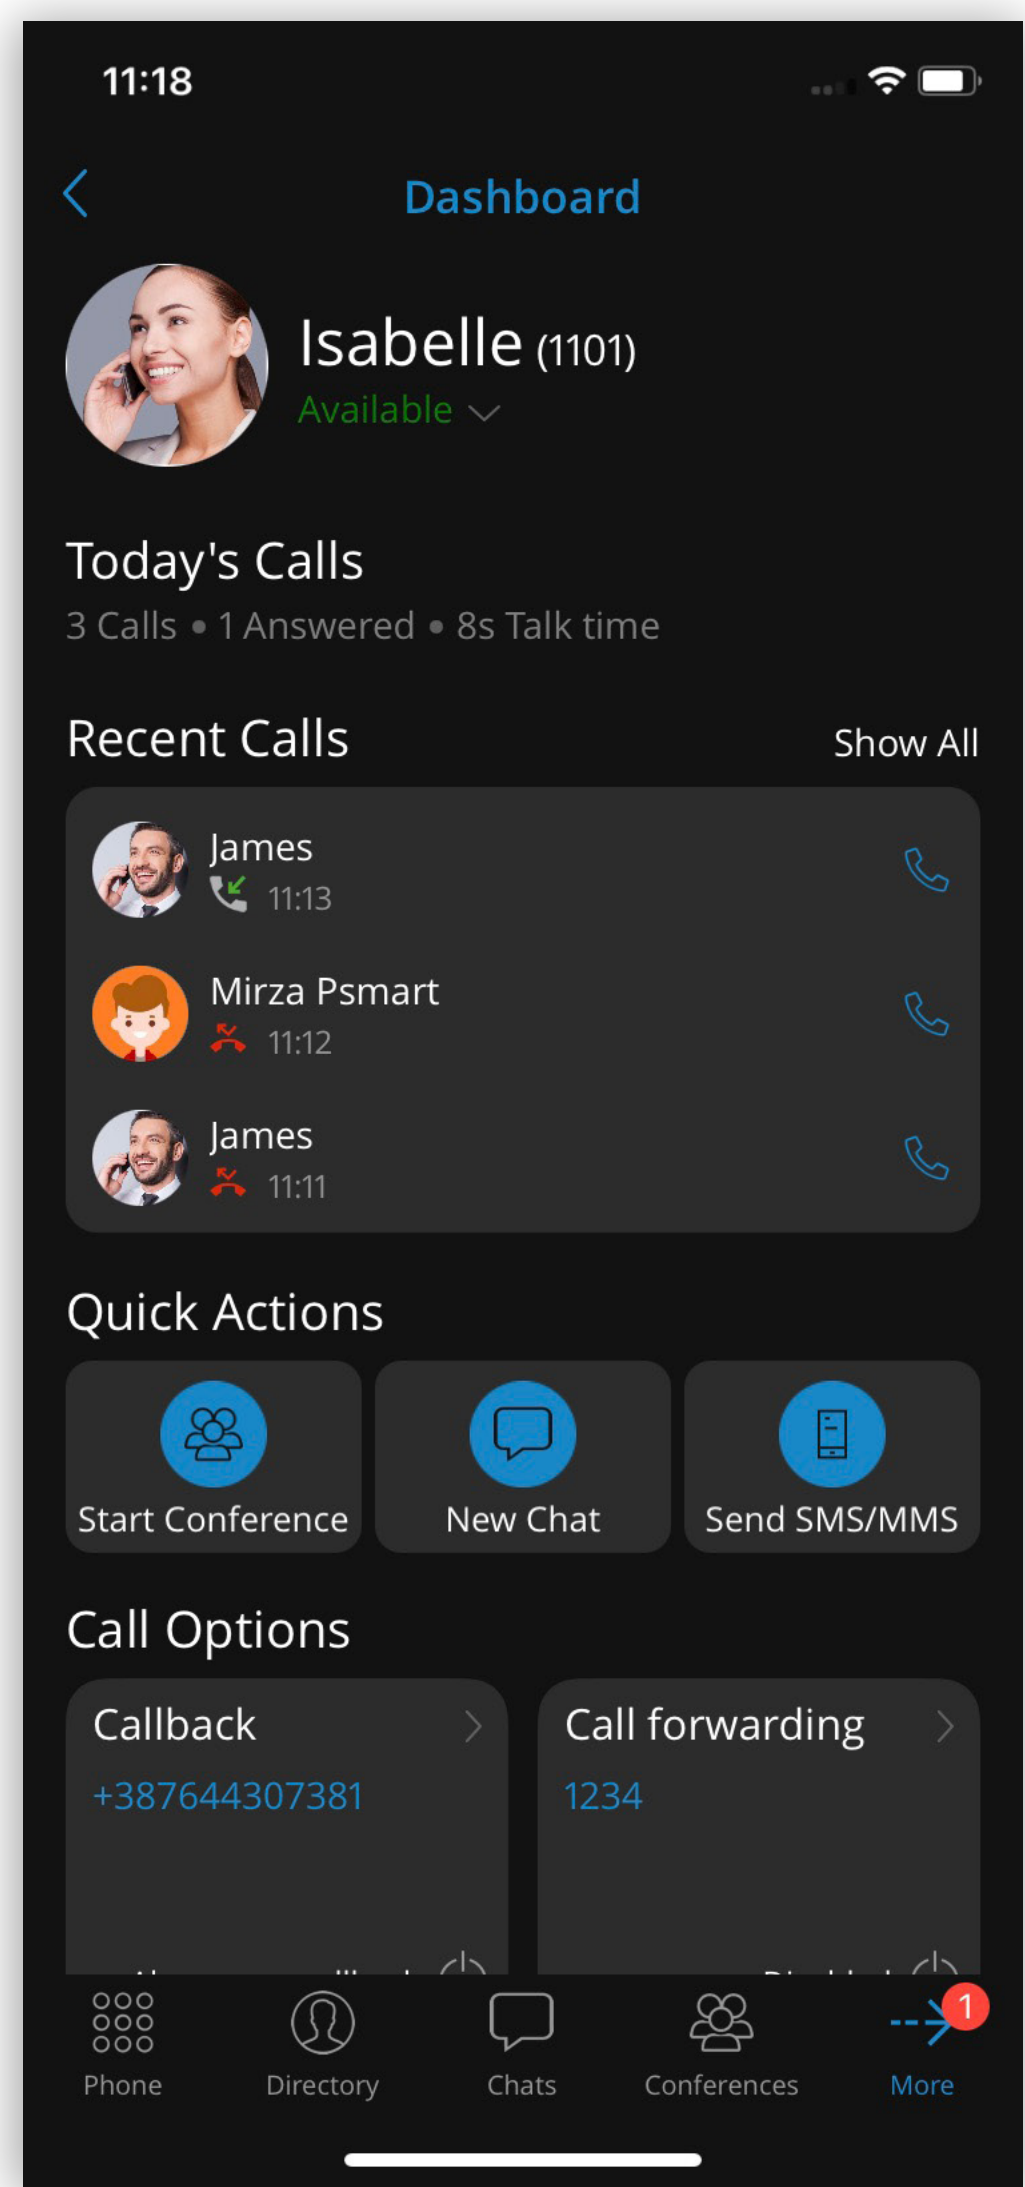 11:18
Dashboard
Isabelle (1101)
Available
Today's Calls
3 Calls • 1 Answered • 8s Talk time
Recent Calls
Show All
James
11:13
Mirza Psmart
11:12
James
11:11
Quick Actions
Start Conference
New Chat
Send SMS/MMS
Call Options
Callback
Call forwarding
+387644307381
1234
1
Phone
Directory
Chats
Conferences
More